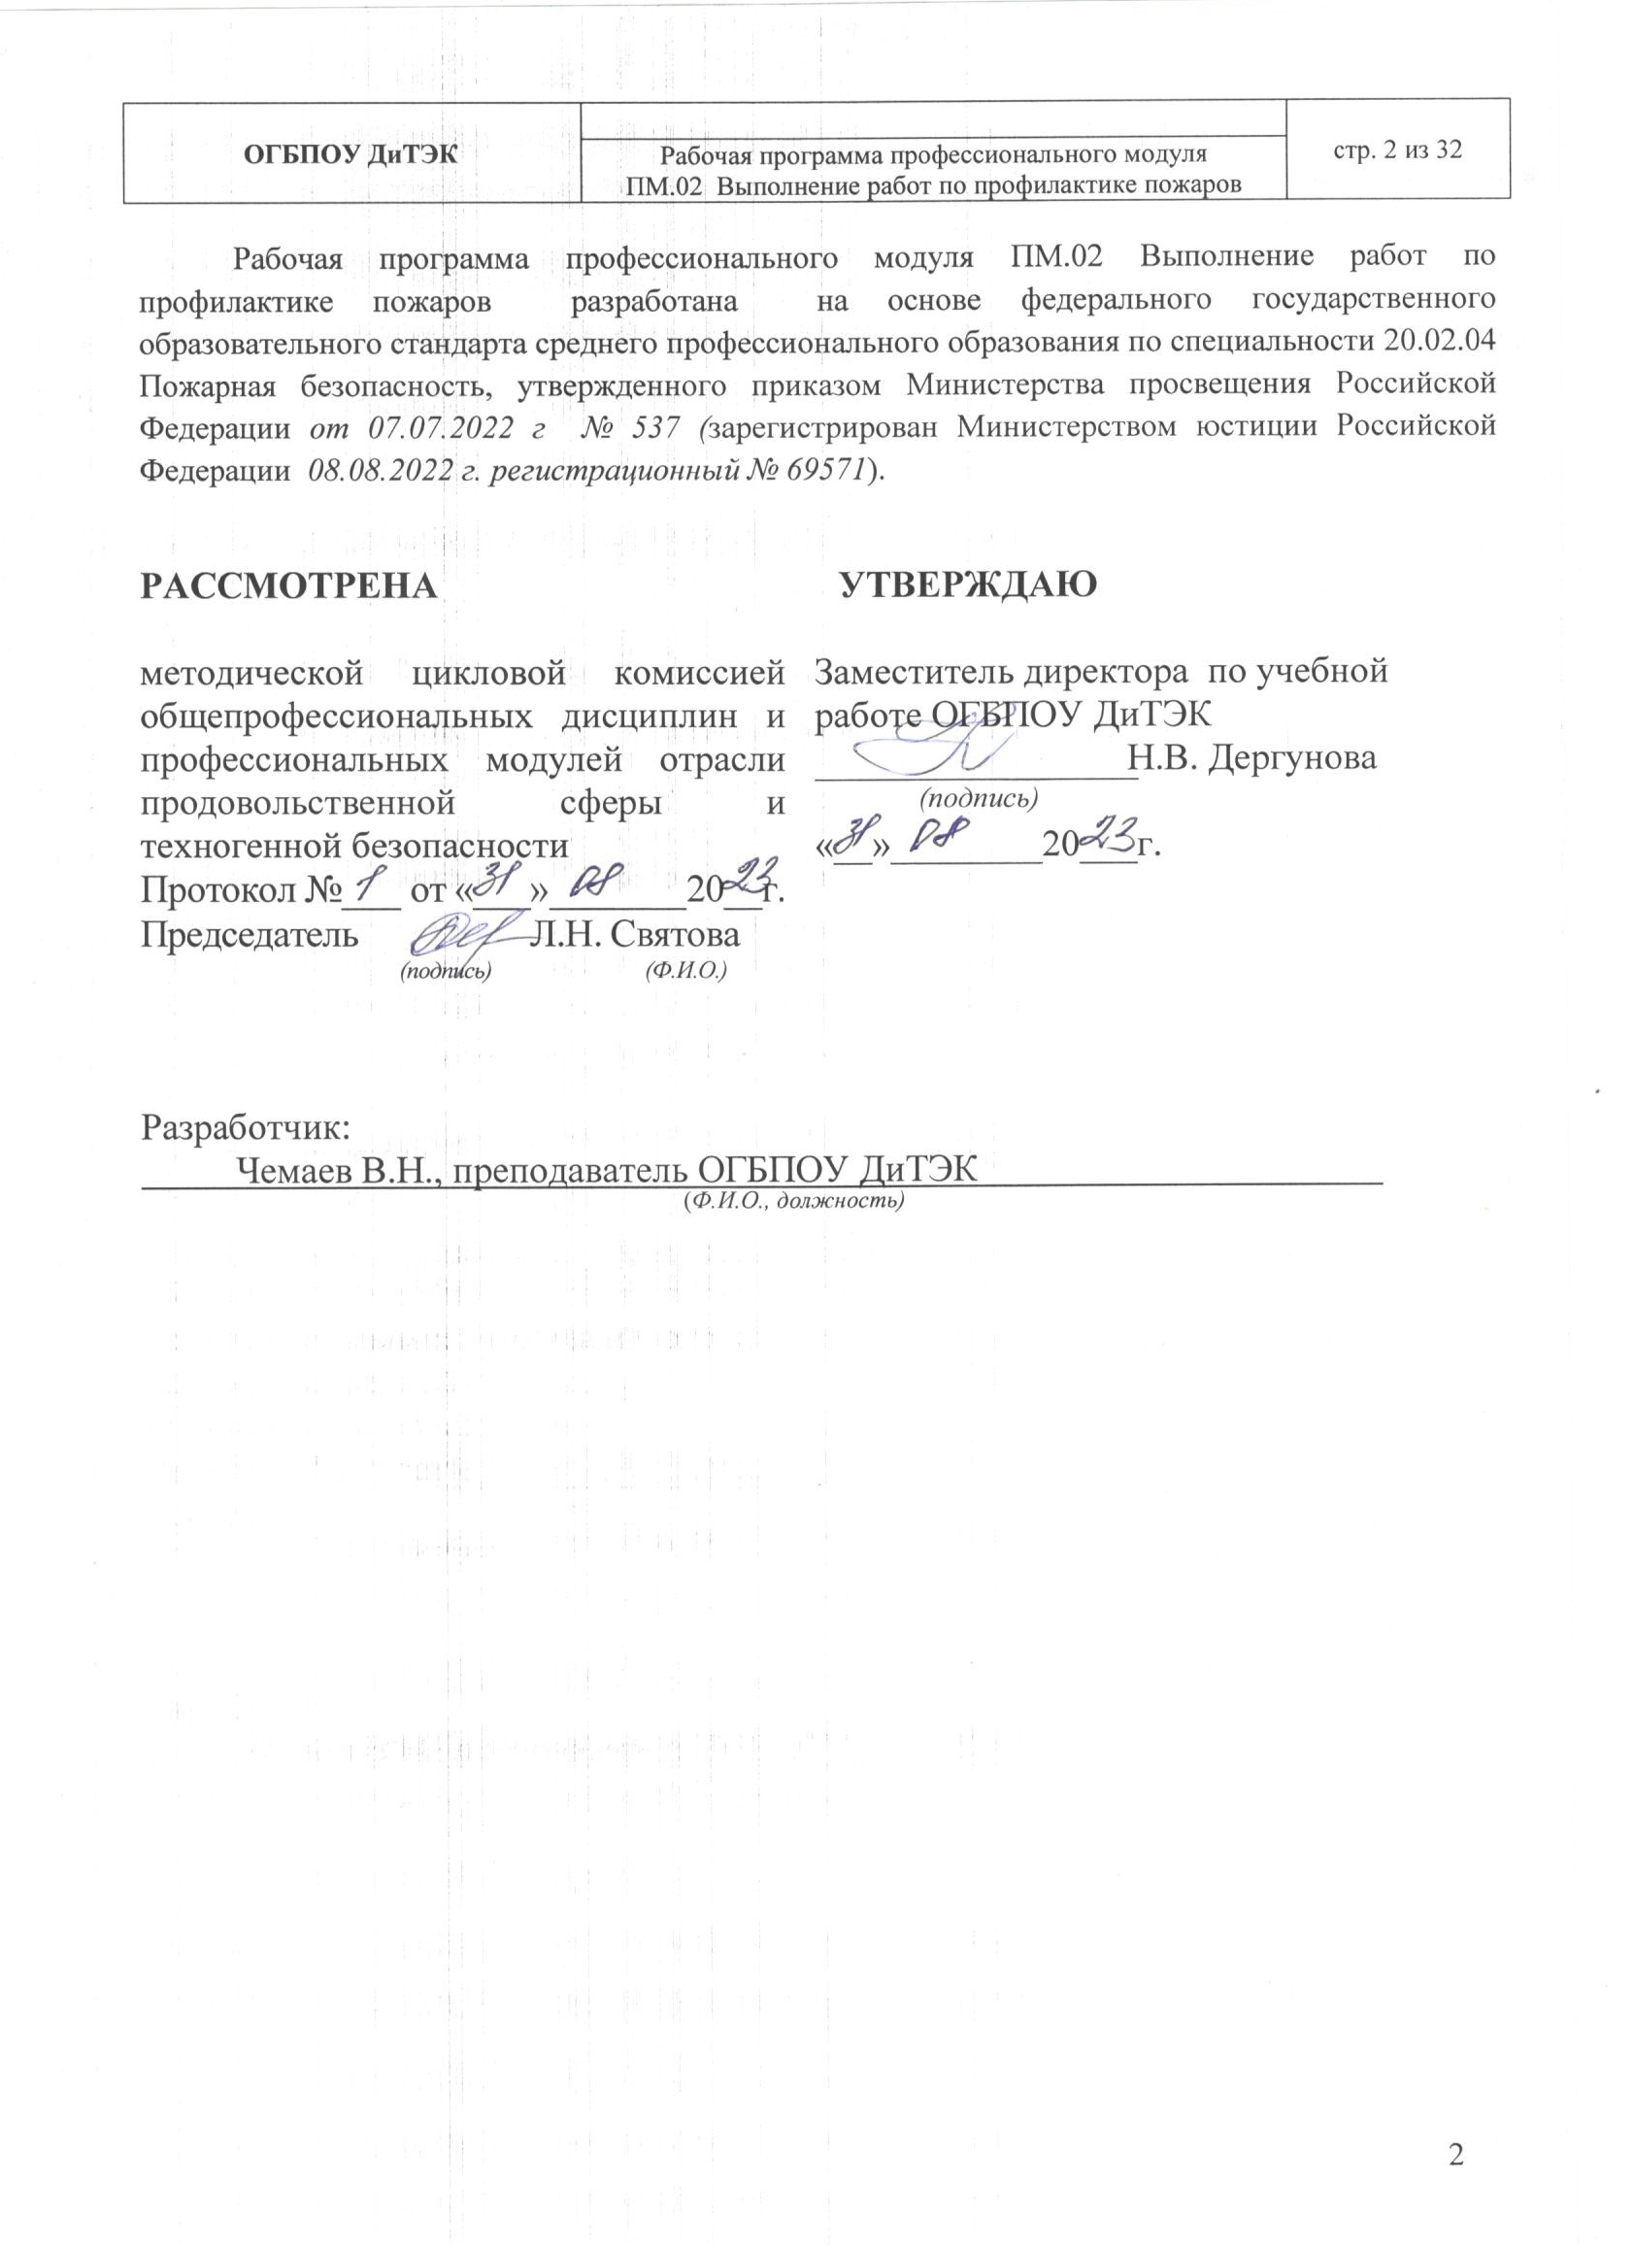 ОГБПОУ ДиТЭК
Рабочая программа профессионального модуля
ПМ.02 Выполнение работ по профилактике пожаров
стр. 2 из 32
Рабочая программа профессионального модуля ПМ.02 Выполнение работ по
профилактике пожаров разработана на основе федерального государственного
образовательного стандарта среднего профессионального образования по специальности 20.02.04
Пожарная безопасность, утвержденного приказом Министерства просвещения Российской
Федерации от 07.07.2022 г № 537 (зарегистрирован Министерством юстиции Российской
Федерации 08.08.2022 г. регистрационный № 69571).
РАССМОТРЕНА
методической цикловой комиссией
общепрофессиональных дисциплин и
профессиональных модулей отрасли
продовольственной сферы и
техногенной безопасности
Протокол № 1 от «31» 08 2023г.
Председатель Л.Н. Святова
(подпись) (Ф.И.О.)
УТВЕРЖДАЮ
Заместитель директора по учебной
работе ОГБПОУ ДиТЭК
Н.В. Дергунова
(подпись)
«31» 08 2023г.
Разработчик:
Чемаев В.Н., преподаватель ОГБПОУ ДиТЭК
(Ф.И.О., должность)
2